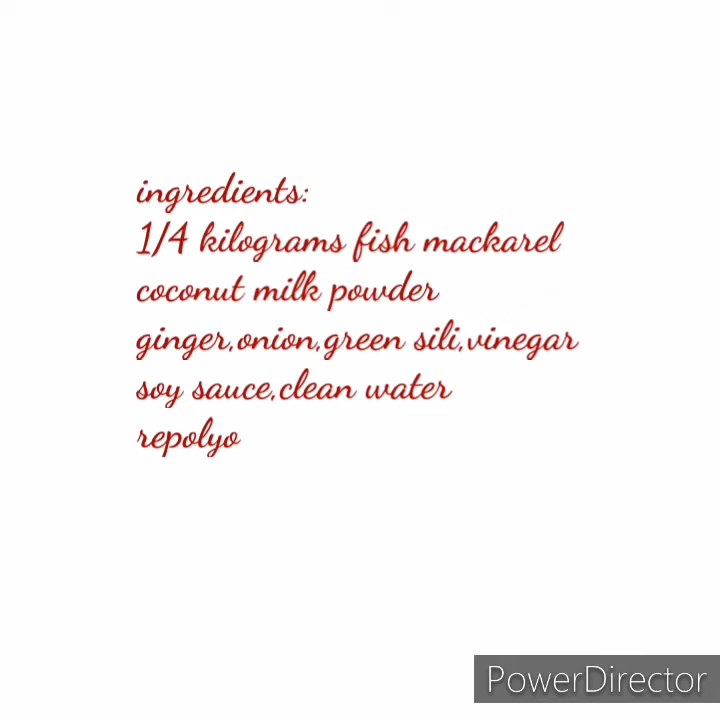 ingredients:
1/4 kilograms fish mackarel
coconut milk powder
ginger,onion,green sili,vinegar
soy sauce,clean water
repolyo
PowerDirector